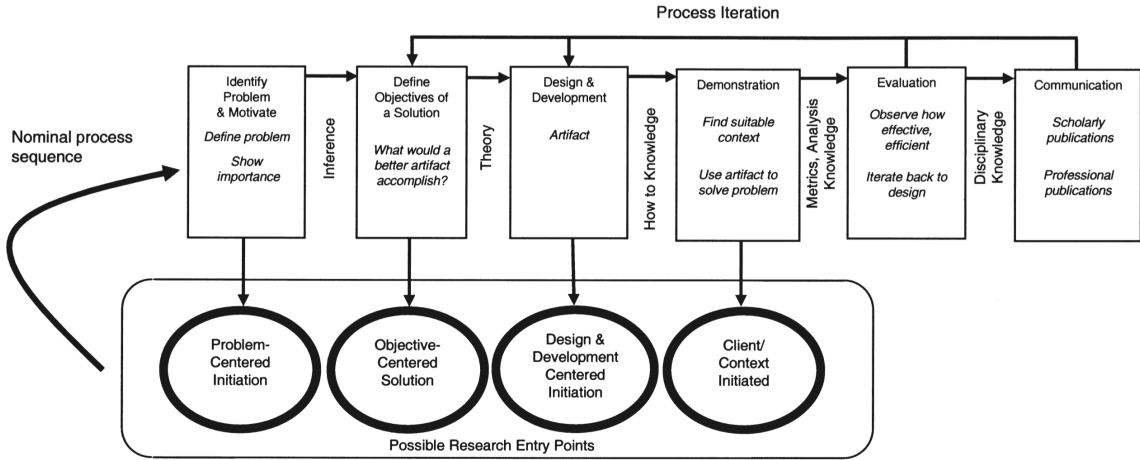 Process Iteration
Nominal process
sequence
Identify
Problem
& Motivate
Define problem
Show
importance
Inference
Define
Objectives of
a Solution
What would a
better artifact
accomplish?
Theory
Design &
Development
Artifact
How to Knowledge
Demonstration
Find suitable
context
Use artifact to
solve problem
Metrics, Analysis
Knowledge
Evaluation
Observe how
effective,
efficient
Iterate back to
design
Disciplinary
Knowledge
Communication
Scholarly
publications
Professional
publications
Problem-
Centered
Initiation
Objective-
Centered
Solution
Design &
Development
Centered
Initiation
Client/
Context
Initiated
Possible Research Entry Points